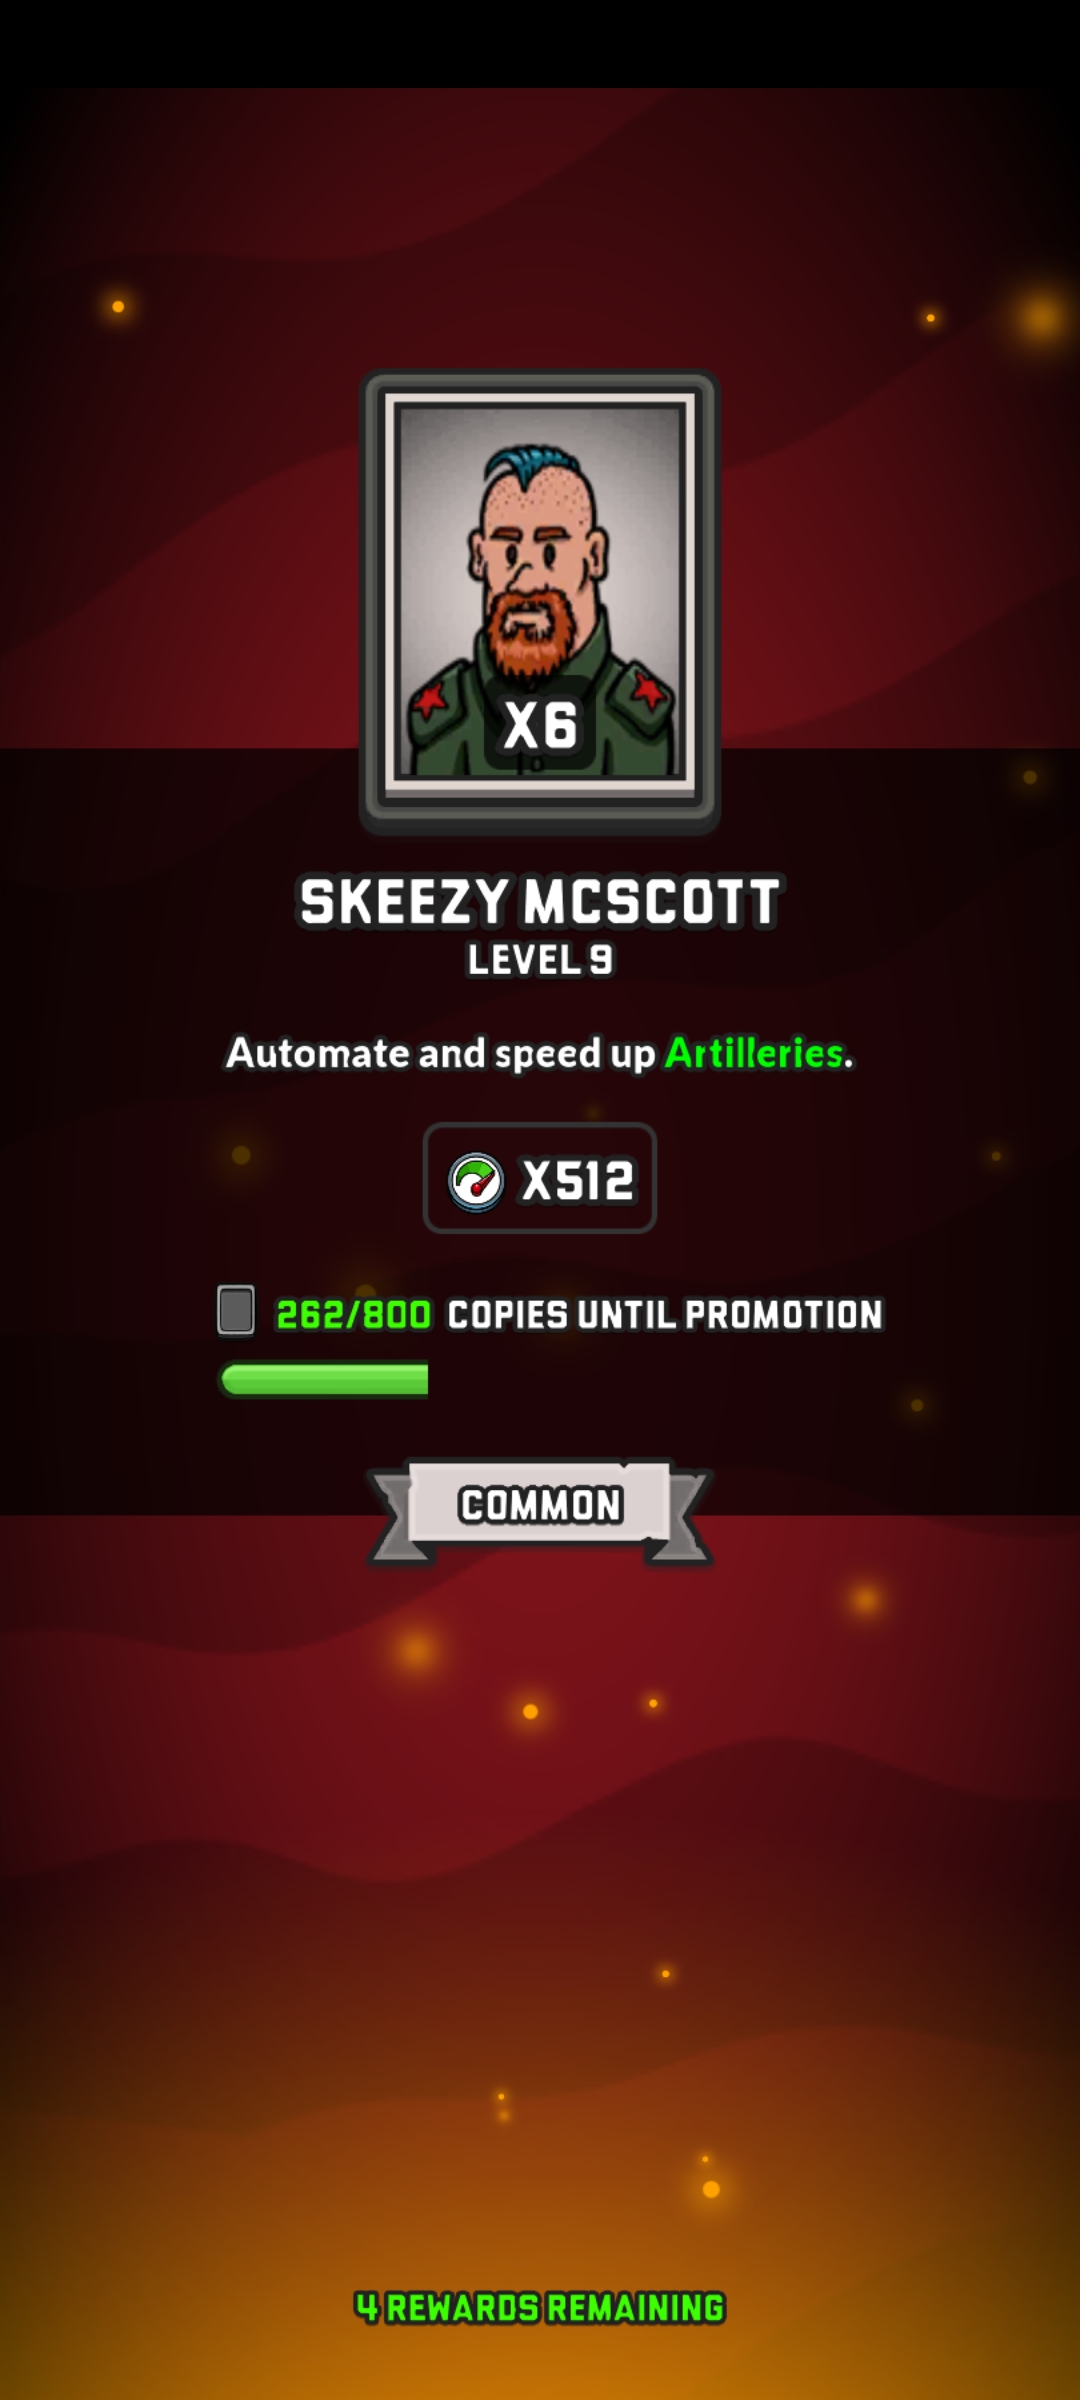 X6
SKEEZY MCSCOTT
LEVEL 9
Automate and speed up Artilleries.
X512
262/800 COPIES UNTIL PROMOTION
COMMON
4 REWARDS REMAINING